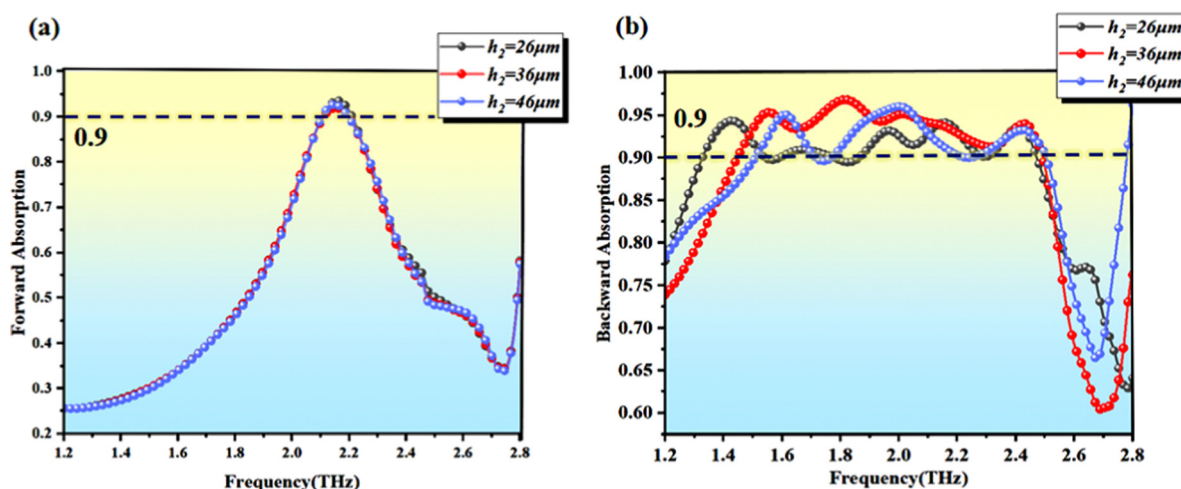 (a)
h2=26μm
h2=36μm
h2=46μm
1.0
0.9
0.8
0.7
0.6
0.5
0.4
0.3
0.2
0.9
Forward Absorption
1.2 1.4 1.6 1.8 2.0 2.2 2.4 2.6 2.8
Frequency(THz)
(b)
h2=26μm
h2=36μm
h2=46μm
1.00
0.95
0.90
0.85
0.80
0.75
0.70
0.65
0.60
0.9
Backward Absorption
1.2 1.4 1.6 1.8 2.0 2.2 2.4 2.6 2.8
Frequency(THz)